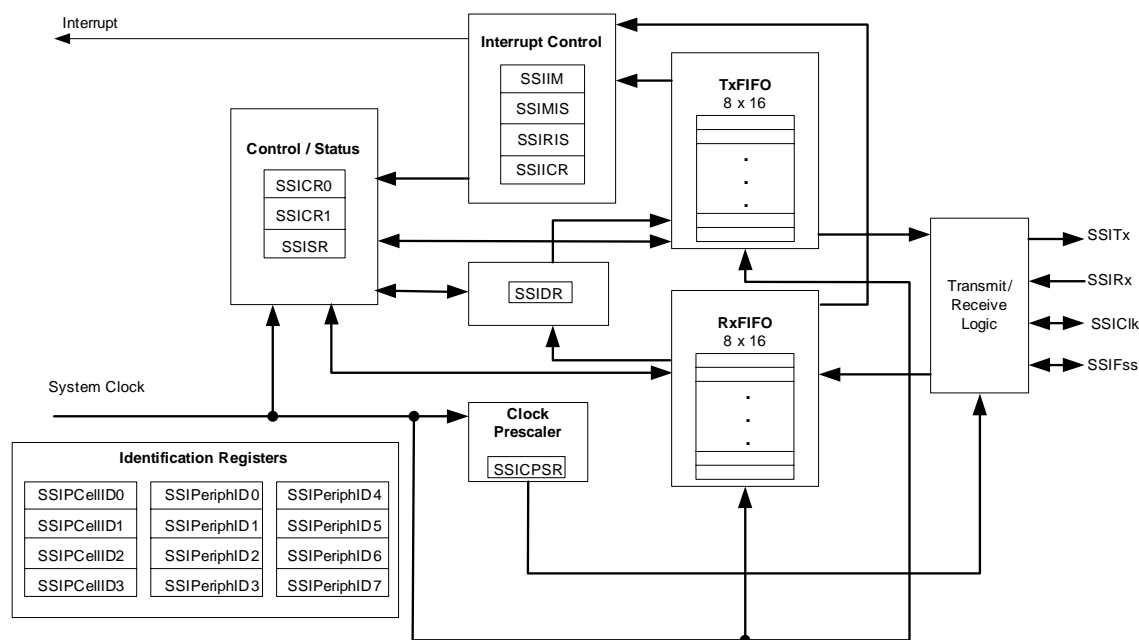 Interrupt
Interrupt Control
SSIIM
SSIMIS
SSIRIS
SSIICR
TxFIFO
8 x 16
Control / Status
SSICR0
SSICR1
SSISR
SSIDR
RxFIFO
8 x 16
Transmit/
Receive
Logic
SSITx
SSIRx
SSIClk
SSIFss
System Clock
Clock
Prescaler
SSICPSR
Identification Registers
SSIPCellID0
SSIPeriphID0
SSIPeriphID4
SSIPCellID1
SSIPeriphID1
SSIPeriphID5
SSIPCellID2
SSIPeriphID2
SSIPeriphID6
SSIPCellID3
SSIPeriphID3
SSIPeriphID7